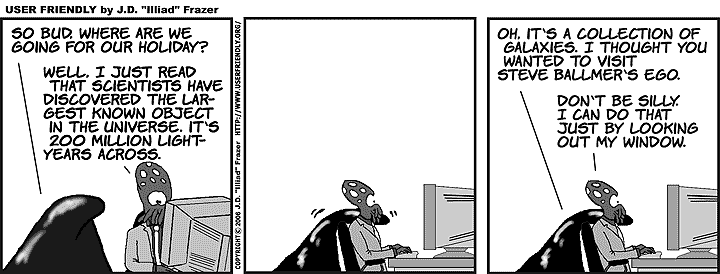 USER FRIENDLY by J.D. "Illiad" Frazer
SO BUD, WHERE ARE WE
GOING FOR OUR HOLIDAY?
WELL, I JUST READ
THAT SCIENTISTS HAVE
DISCOVERED THE LAR-
GEST KNOWN OBJECT
IN THE UNIVERSE. IT'S
200 MILLION LIGHT-
YEARS ACROSS.
COPYRIGHT © 2006 J.D. "Illiad" Frazer HTTP://WWW.USERFRIENDLY.ORG/
OH. IT'S A COLLECTION OF
GALAXIES. I THOUGHT YOU
WANTED TO VISIT
STEVE BALLMER'S EGO.
DON'T BE SILLY.
I CAN DO THAT
JUST BY LOOKING
OUT MY WINDOW.